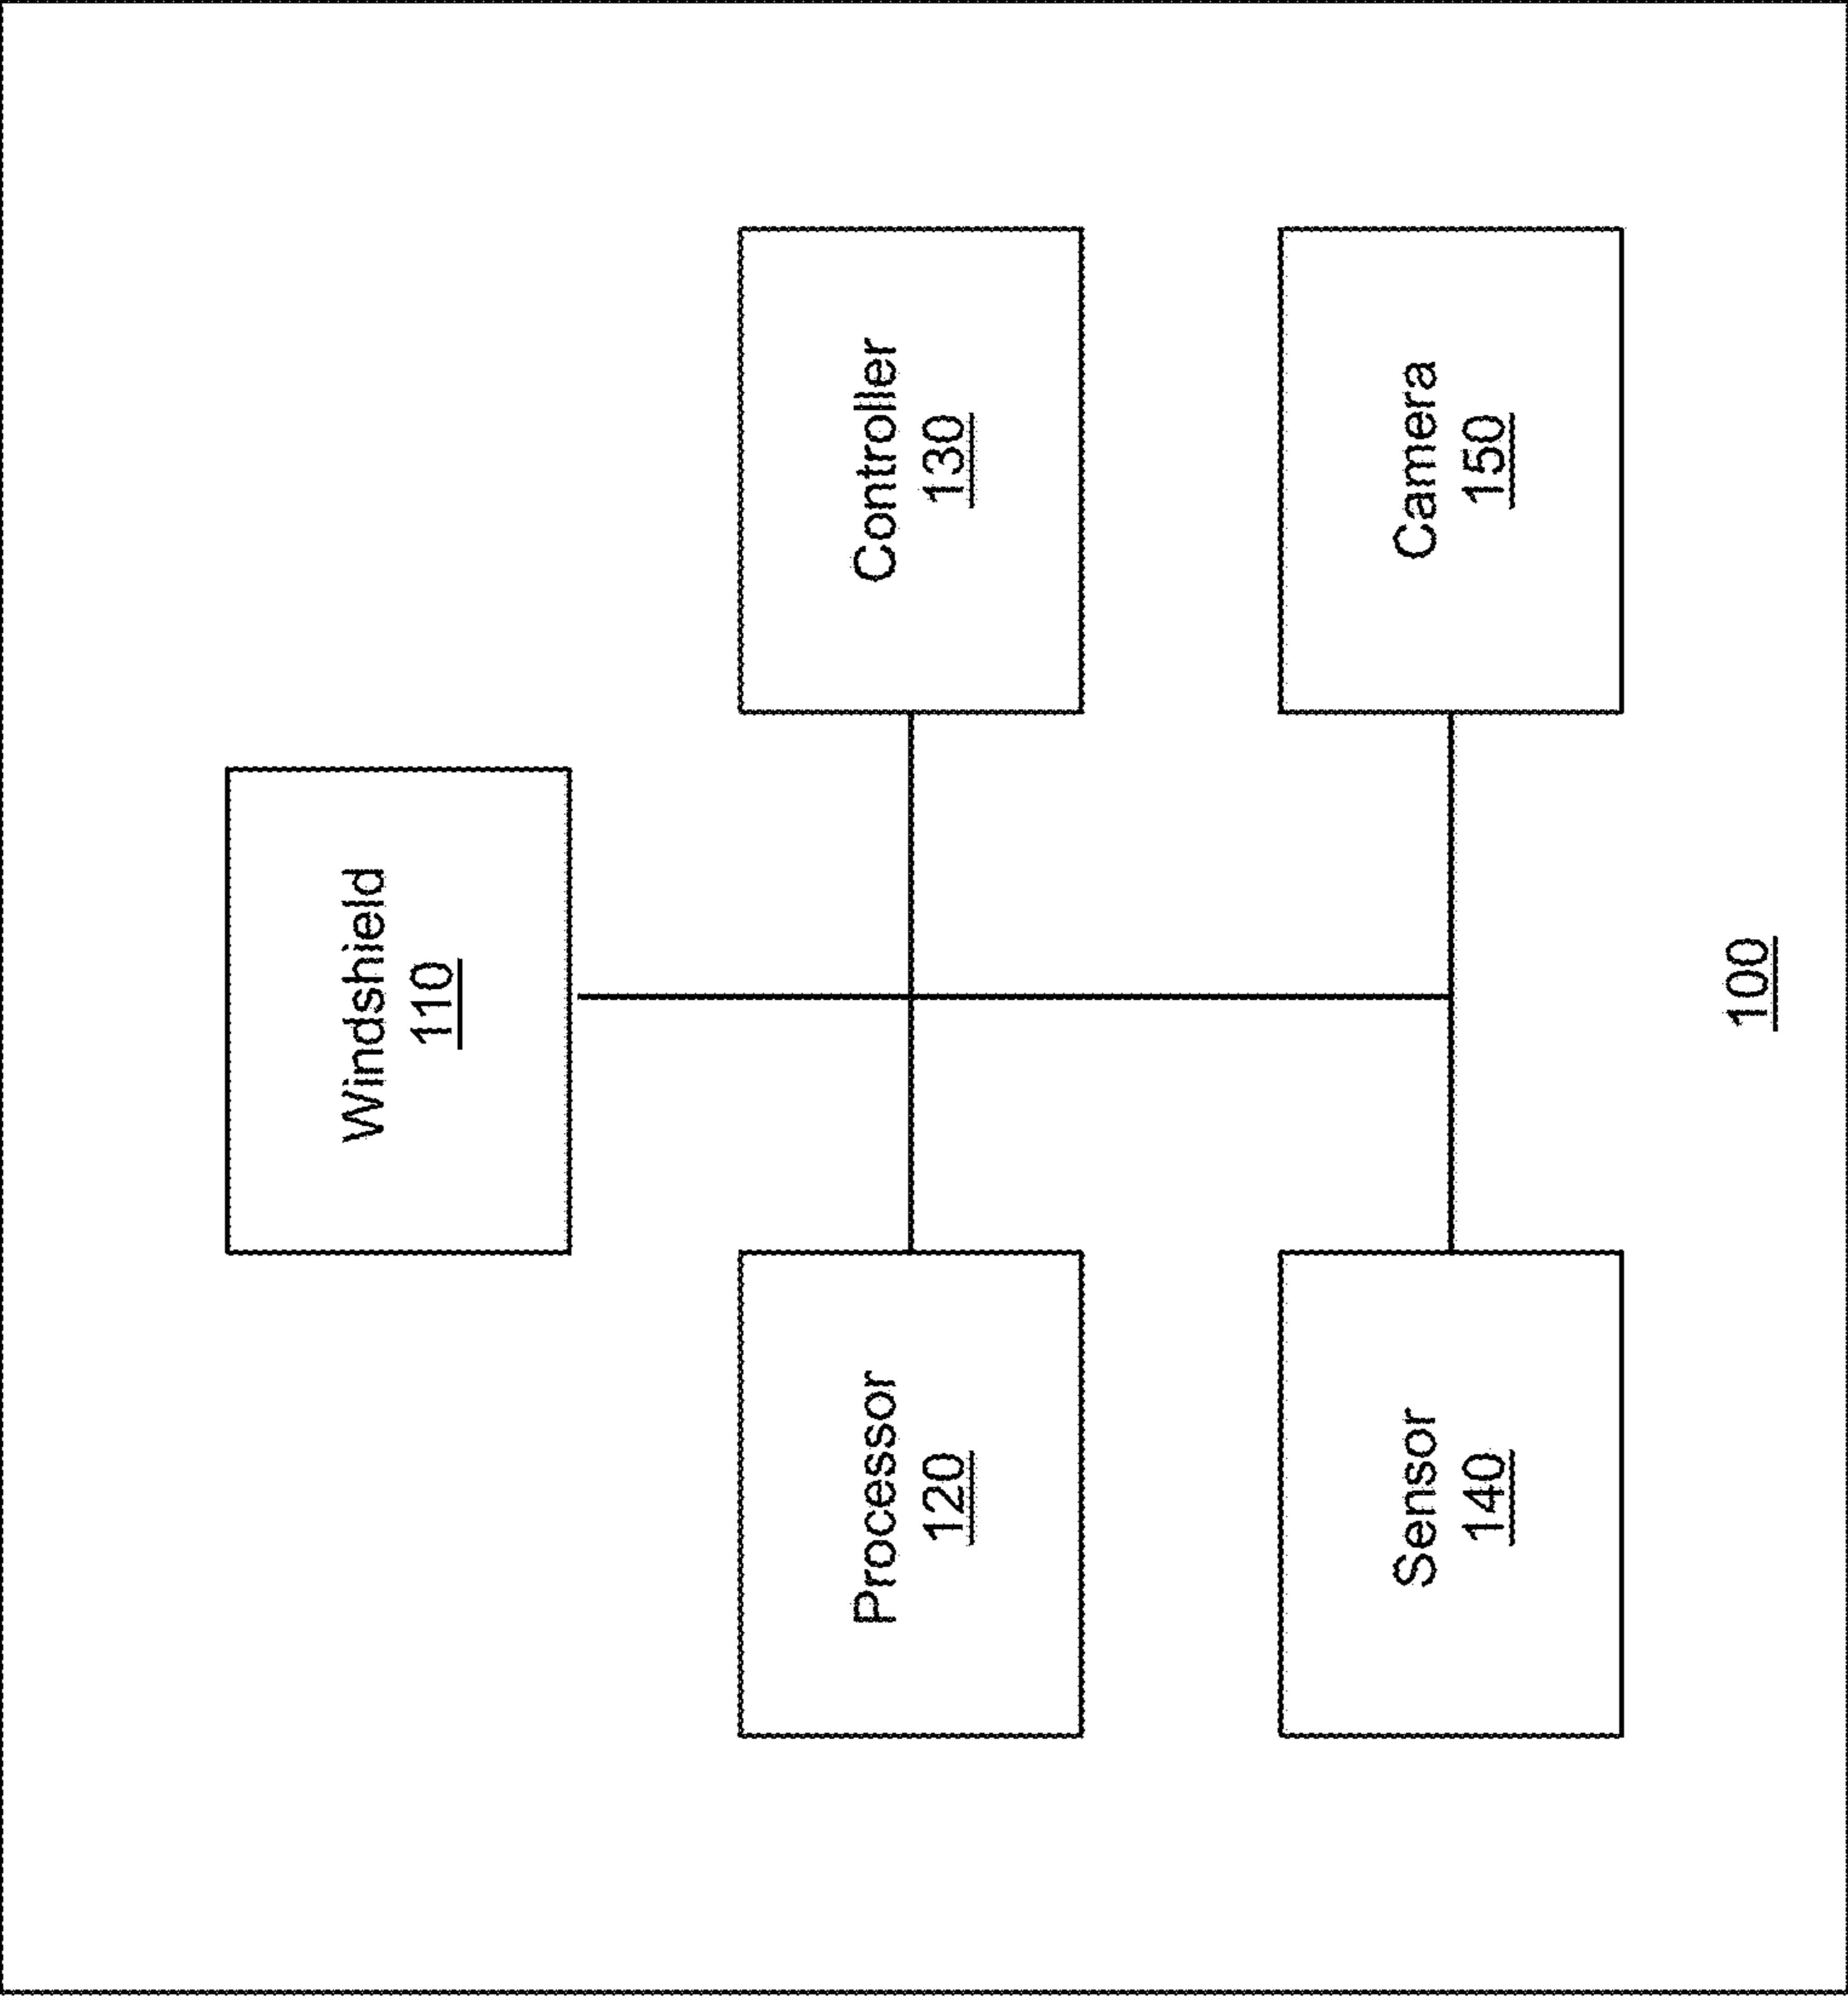 Windshield
110
Processor
120
Controller
130
Sensor
140
Camera
150
100